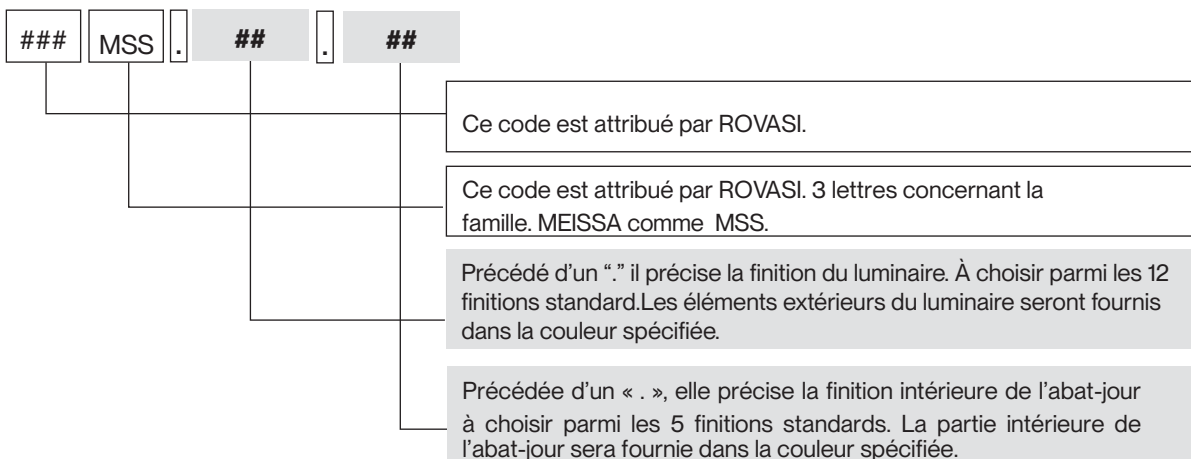 ### MSS . ## . ##
Ce code est attribué par ROVASI.
Ce code est attribué par ROVASI. 3 lettres concernant la
famille. MEISSA comme  MSS.
Précédé d'un “.” il précise la finition du luminaire. À choisir parmi les 12
finitions standard.Les éléments extérieurs du luminaire seront fournis
dans la couleur spécifiée.
Précédée d'un « . », elle précise la finition intérieure de l'abat-jour
à choisir parmi les 5 finitions standards. La partie intérieure de
l'abat-jour sera fournie dans la couleur spécifiée.